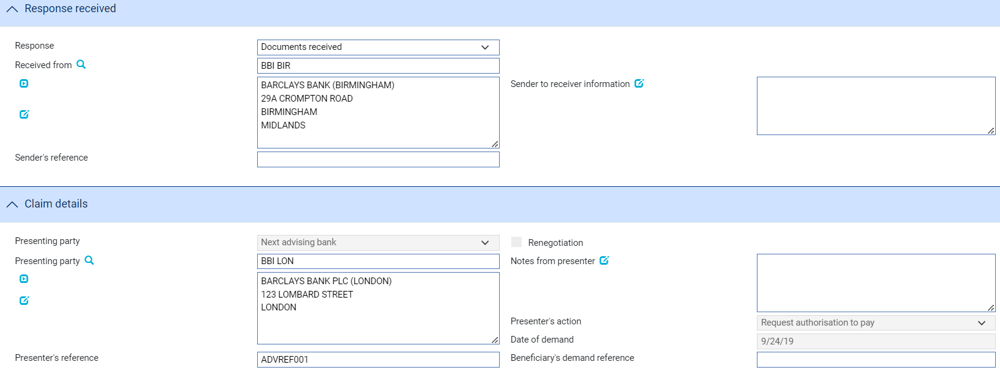 Response received
Response
Documents received
Received from
BBI BIR
BARCLAYS BANK (BIRMINGHAM)
29A CROMPTON ROAD
BIRMINGHAM
MIDLANDS
Sender to receiver information
Sender's reference
Claim details
Presenting party
Next advising bank
Renegotiation
Presenting party
BBI LON
Notes from presenter
BARCLAYS BANK PLC (LONDON)
123 LOMBARD STREET
LONDON
Presenter's action
Request authorisation to pay
Date of demand
9/24/19
Presenter's reference
ADVREF001
Beneficiary's demand reference